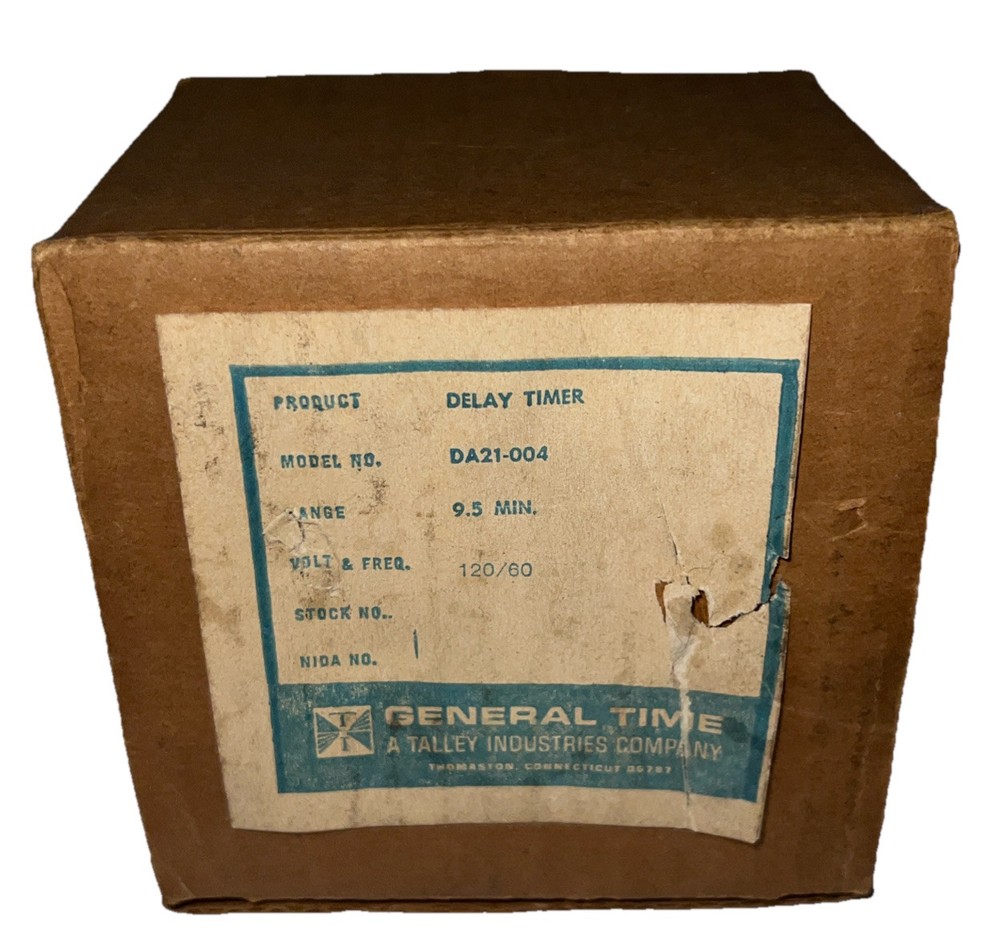 PRODUCT DELAY TIMER
MODEL NO. DA21-004
ANGE 9.5 MIN.
VOLT & FREQ. 120/60
STOCK NO..
NIDA NO.
T I
GENERAL TIME
A TALLEY INDUSTRIES COMPANY
THOMASTON, CONNECTICUT 06787